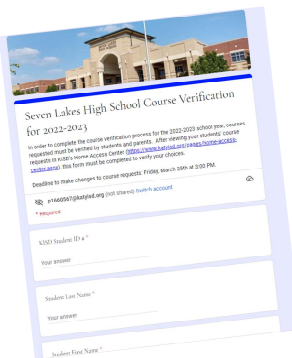 Seven Lakes High School Course Verification
for 2022-2023
In order to complete the course verification process for the 2022-2023 school year, courses
requested must be verified by students and parents. After viewing your students' course
requests in KISD's Home Access Center (https://www.katyisd.org/pages/home-access-
center.aspx), this form must be completed to verify your choices.
Deadline to make changes to course requests: Friday, March 25th at 3:00 PM.
@katyisd.org (not shared) Switch account
* Required
KISD Student ID # *
Your answer
Student Last Name *
Your answer
Student First Name *